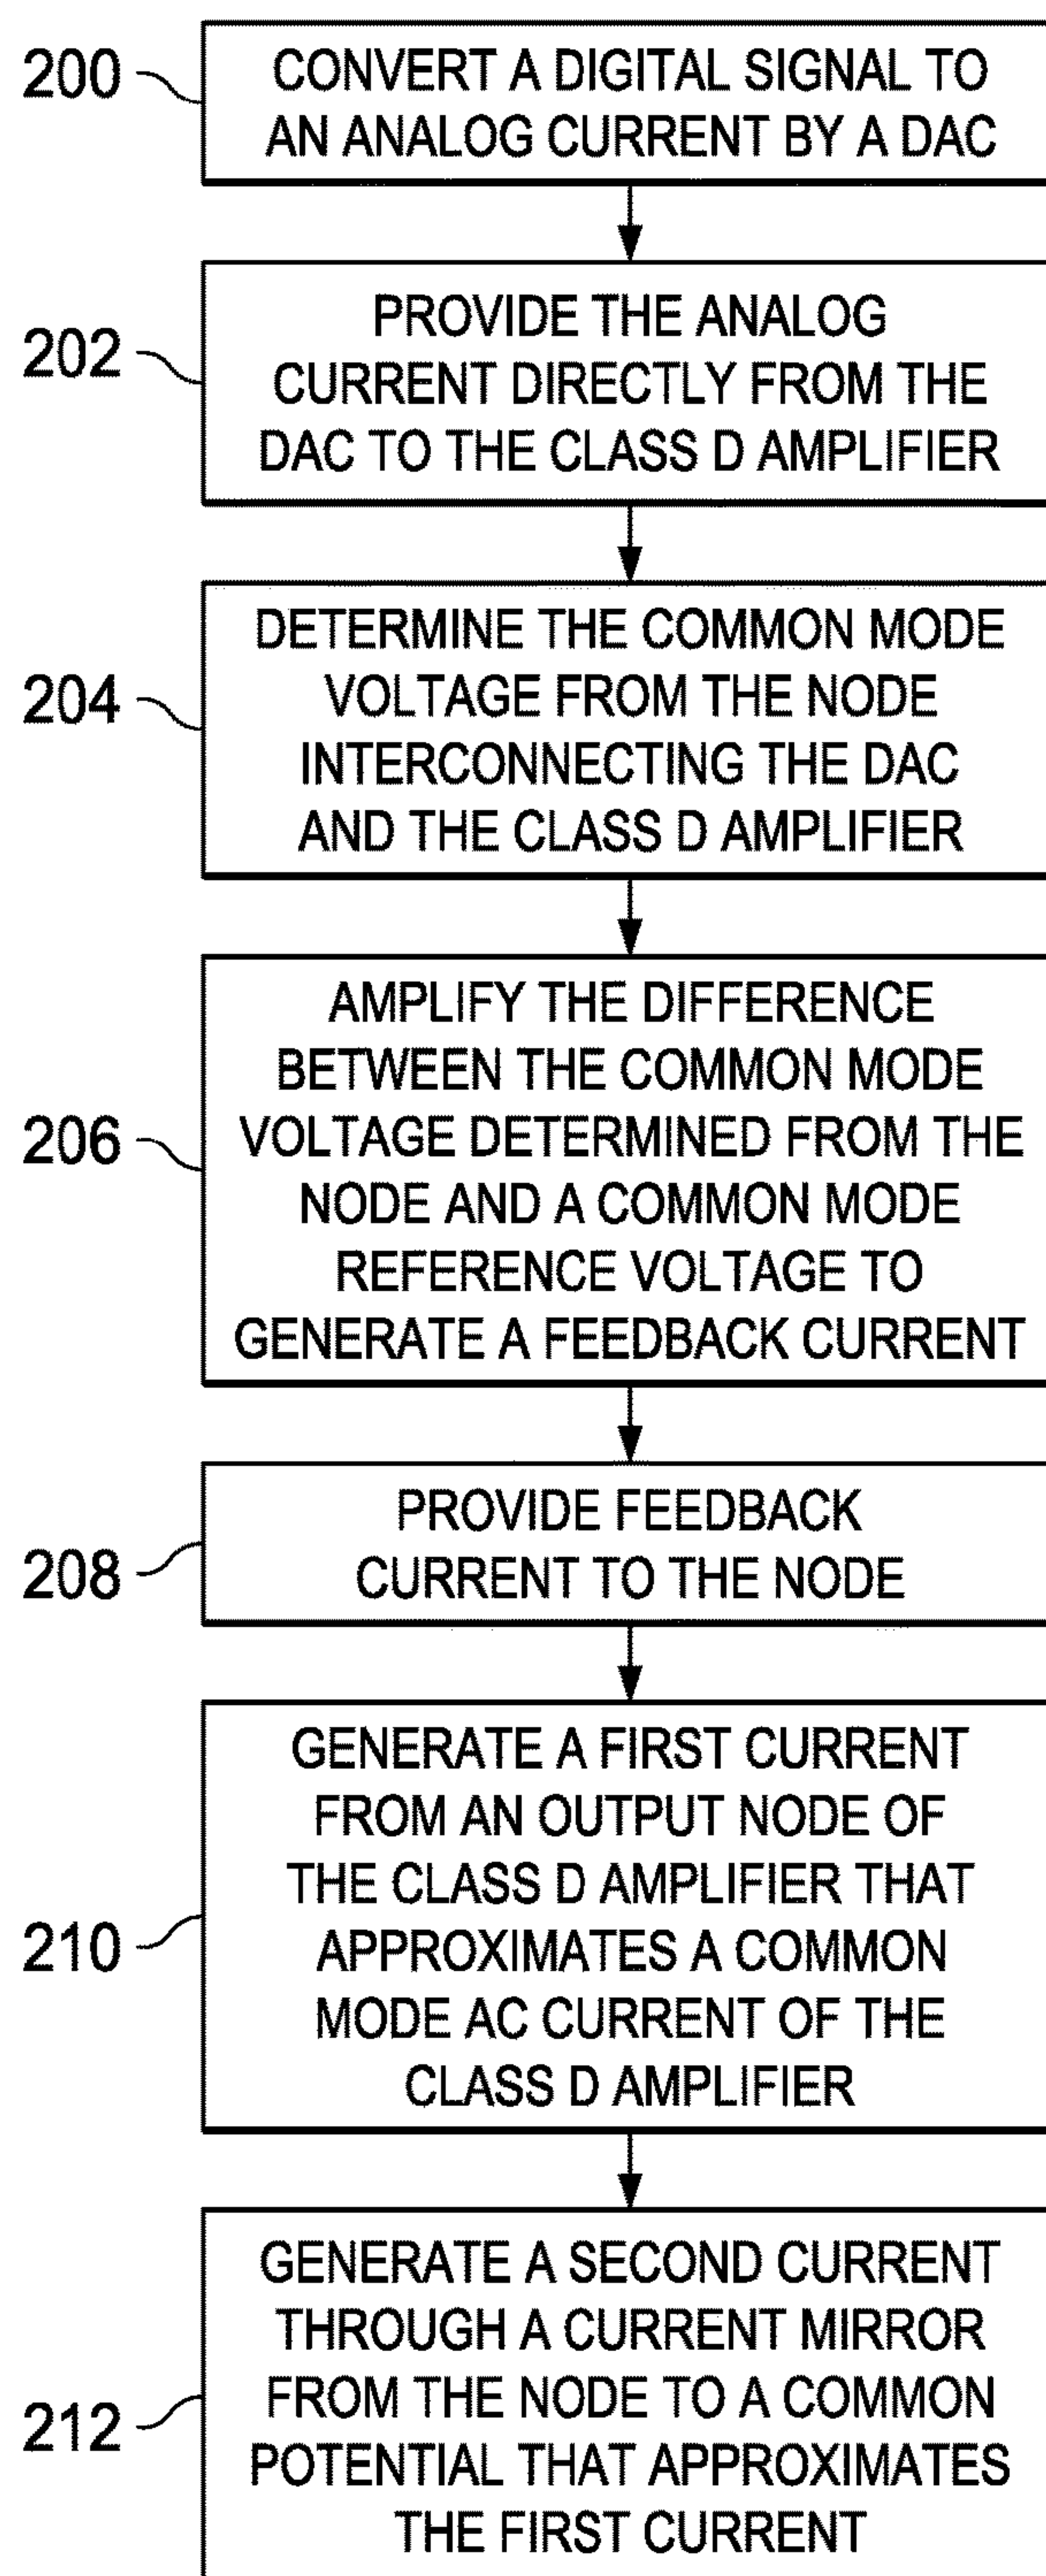 200
CONVERT A DIGITAL SIGNAL TO
AN ANALOG CURRENT BY A DAC
202
PROVIDE THE ANALOG
CURRENT DIRECTLY FROM THE
DAC TO THE CLASS D AMPLIFIER
204
DETERMINE THE COMMON MODE
VOLTAGE FROM THE NODE
INTERCONNECTING THE DAC
AND THE CLASS D AMPLIFIER
206
AMPLIFY THE DIFFERENCE
BETWEEN THE COMMON MODE
VOLTAGE DETERMINED FROM THE
NODE AND A COMMON MODE
REFERENCE VOLTAGE TO
GENERATE A FEEDBACK CURRENT
208
PROVIDE FEEDBACK
CURRENT TO THE NODE
210
GENERATE A FIRST CURRENT
FROM AN OUTPUT NODE OF
THE CLASS D AMPLIFIER THAT
APPROXIMATES A COMMON
MODE AC CURRENT OF THE
CLASS D AMPLIFIER
212
GENERATE A SECOND CURRENT
THROUGH A CURRENT MIRROR
FROM THE NODE TO A COMMON
POTENTIAL THAT APPROXIMATES
THE FIRST CURRENT